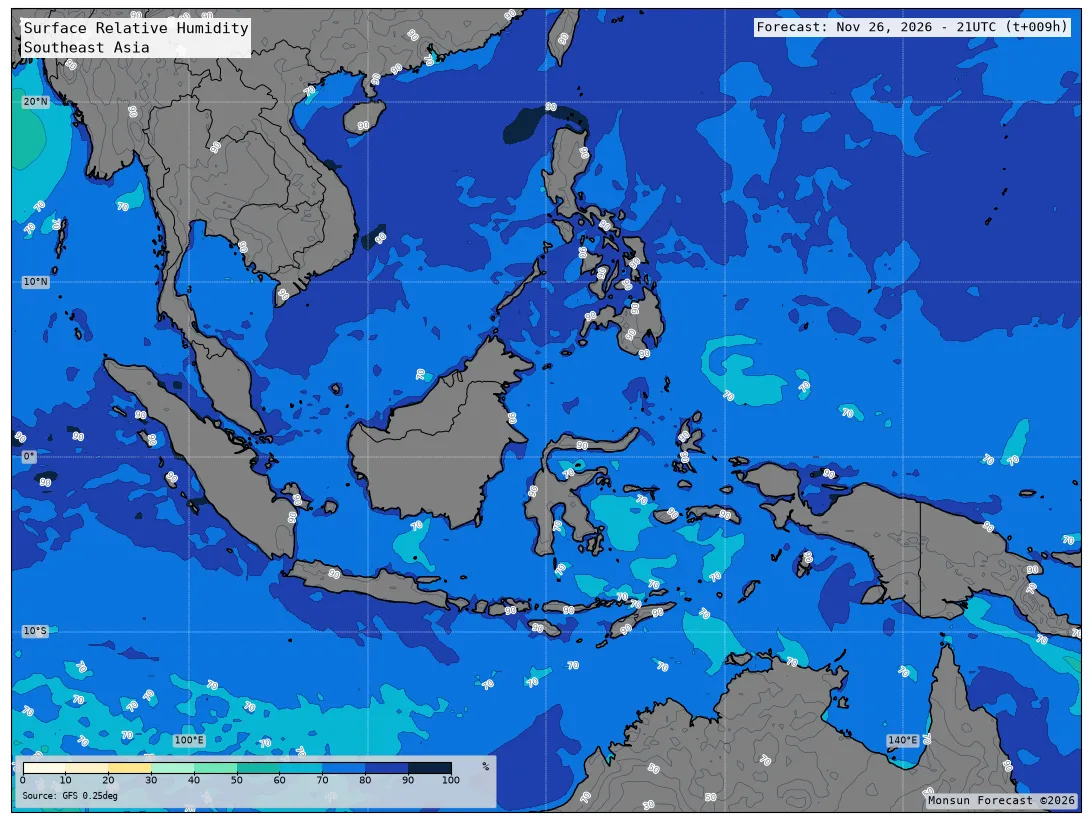 Surface Relative Humidity
Southeast Asia
Forecast: Nov 26, 2026 - 21UTC (t+009h)
20°N
10°N
0°
10°S
100°E
140°E
0 10 20 30 40 50 60 70 80 90 100
%
Source: GFS 0.25deg
Monsun Forecast ©2026